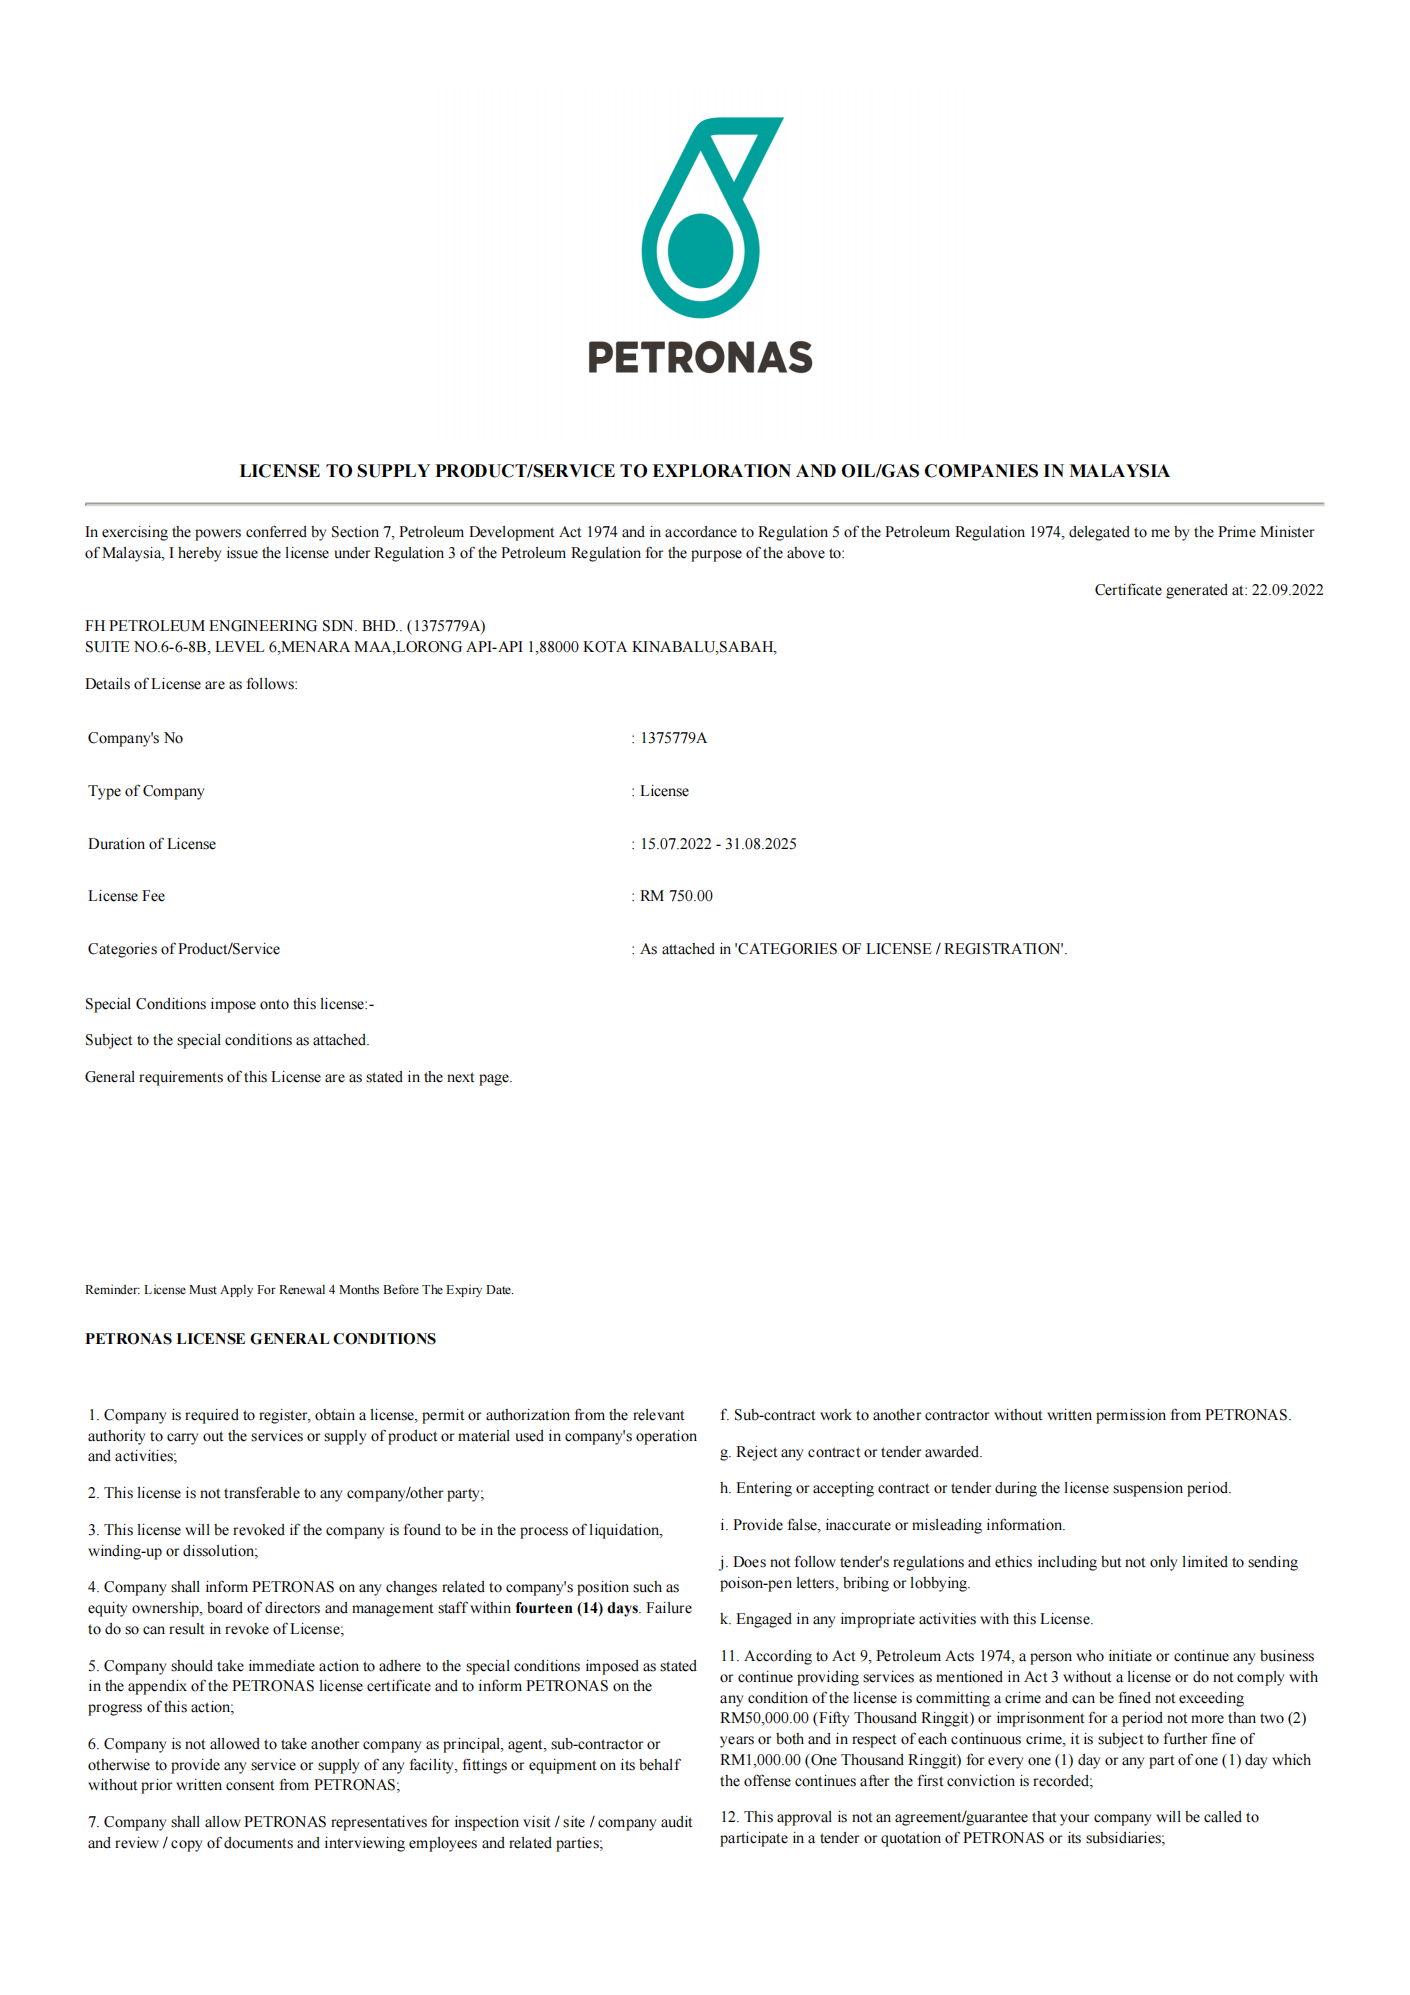 PETRONAS
LICENSE TO SUPPLY PRODUCT/SERVICE TO EXPLORATION AND OIL/GAS COMPANIES IN MALAYSIA
In exercising the powers conferred by Section 7, Petroleum Development Act 1974 and in accordance to Regulation 5 of the Petroleum Regulation 1974, delegated to me by the Prime Minister
of Malaysia, I hereby issue the license under Regulation 3 of the Petroleum Regulation for the purpose of the above to:
Certificate generated at: 22.09.2022
FH PETROLEUM ENGINEERING SDN. BHD.. (1375779A)
SUITE NO.6-6-8B, LEVEL 6,MENARA MAA,LORONG API-API 1,88000 KOTA KINABALU,SABAH,
Details of License are as follows:
Company's No : 1375779A
Type of Company : License
Duration of License : 15.07.2022 - 31.08.2025
License Fee : RM 750.00
Categories of Product/Service : As attached in 'CATEGORIES OF LICENSE / REGISTRATION'.
Special Conditions impose onto this license:-
Subject to the special conditions as attached.
General requirements of this License are as stated in the next page.
Reminder: License Must Apply For Renewal 4 Months Before The Expiry Date.
PETRONAS LICENSE GENERAL CONDITIONS
1. Company is required to register, obtain a license, permit or authorization from the relevant
authority to carry out the services or supply of product or material used in company's operation
and activities;
2. This license is not transferable to any company/other party;
3. This license will be revoked if the company is found to be in the process of liquidation,
winding-up or dissolution;
4. Company shall inform PETRONAS on any changes related to company's position such as
equity ownership, board of directors and management staff within fourteen (14) days. Failure
to do so can result in revoke of License;
5. Company should take immediate action to adhere to the special conditions imposed as stated
in the appendix of the PETRONAS license certificate and to inform PETRONAS on the
progress of this action;
6. Company is not allowed to take another company as principal, agent, sub-contractor or
otherwise to provide any service or supply of any facility, fittings or equipment on its behalf
without prior written consent from PETRONAS;
7. Company shall allow PETRONAS representatives for inspection visit / site / company audit
and review / copy of documents and interviewing employees and related parties;
f. Sub-contract work to another contractor without written permission from PETRONAS.
g. Reject any contract or tender awarded.
h. Entering or accepting contract or tender during the license suspension period.
i. Provide false, inaccurate or misleading information.
j. Does not follow tender's regulations and ethics including but not only limited to sending
poison-pen letters, bribing or lobbying.
k. Engaged in any impropriate activities with this License.
11. According to Act 9, Petroleum Acts 1974, a person who initiate or continue any business
or continue providing services as mentioned in Act 3 without a license or do not comply with
any condition of the license is committing a crime and can be fined not exceeding
RM50,000.00 (Fifty Thousand Ringgit) or imprisonment for a period not more than two (2)
years or both and in respect of each continuous crime, it is subject to further fine of
RM1,000.00 (One Thousand Ringgit) for every one (1) day or any part of one (1) day which
the offense continues after the first conviction is recorded;
12. This approval is not an agreement/guarantee that your company will be called to
participate in a tender or quotation of PETRONAS or its subsidiaries;